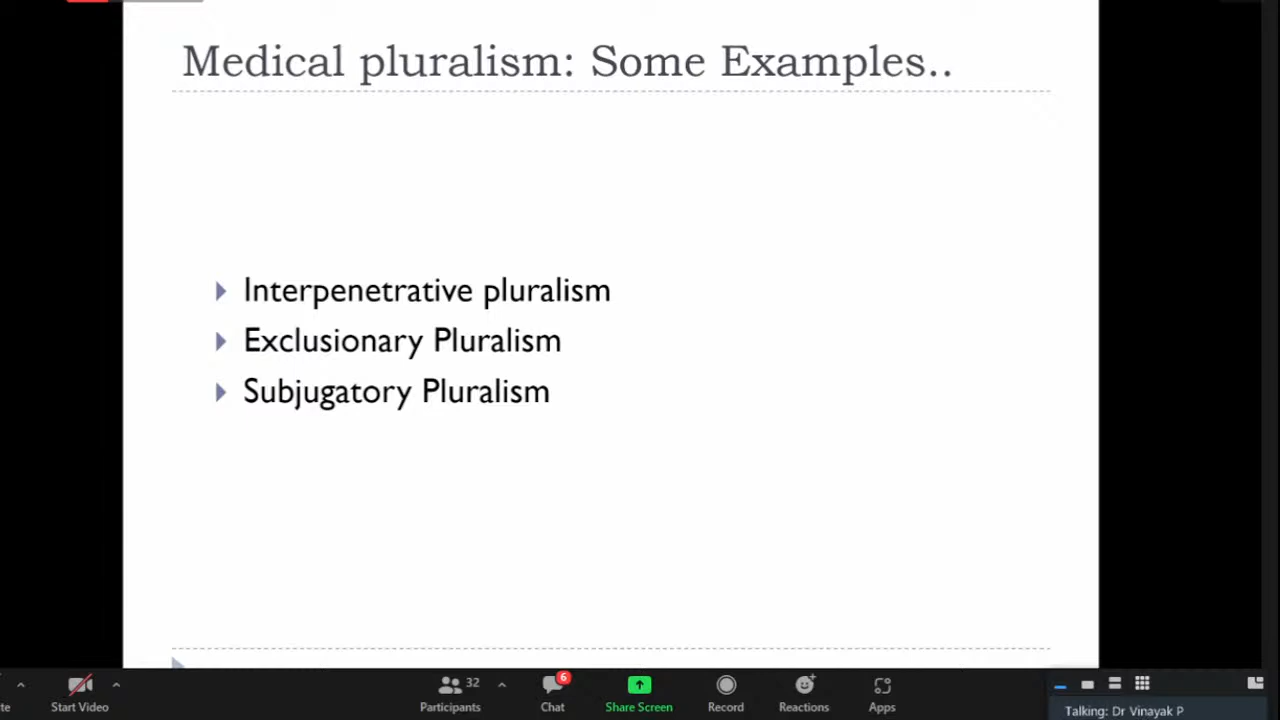 Medical pluralism: Some Examples..
Interpenetrative pluralism
Exclusionary Pluralism
Subjugatory Pluralism
te
Start Video
Participants
32
Chat
6
Share Screen
Record
Reactions
Apps
Talking: Dr Vinayak P